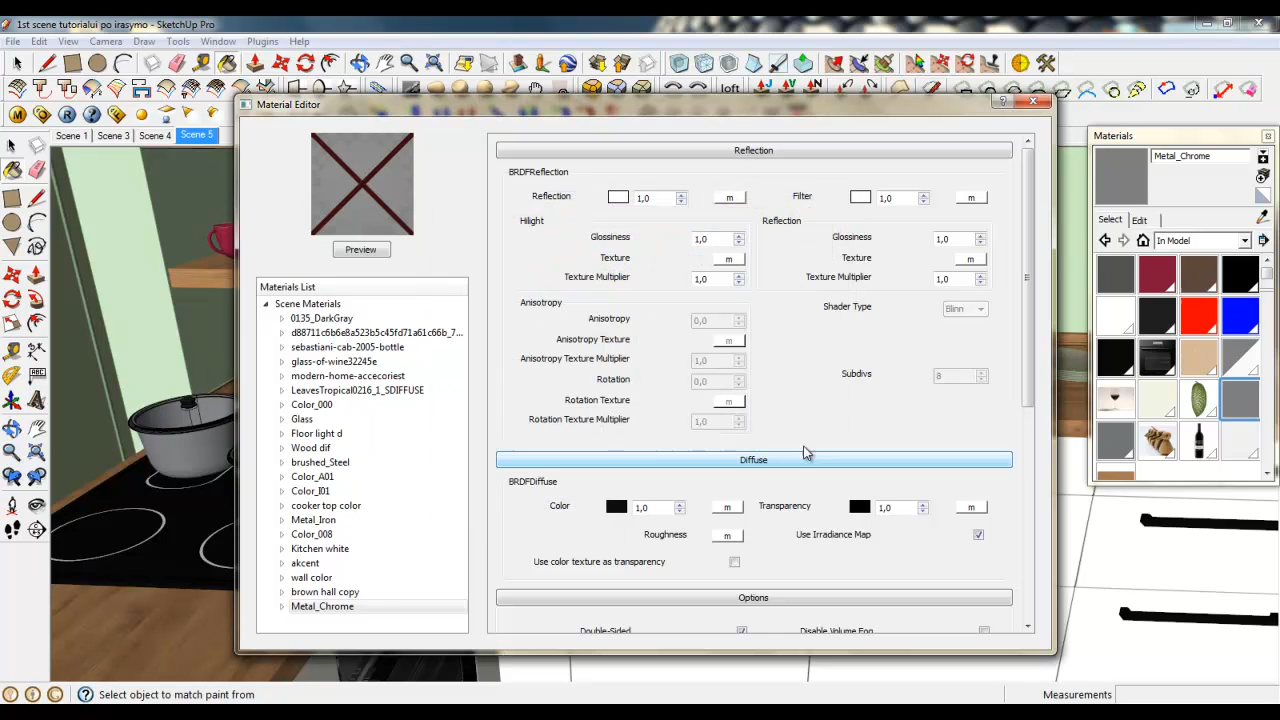 1st scene tutorialui po irasymo - SketchUp Pro
File Edit View Camera Draw Tools Window Plugins Help
loft
Scene 1 Scene 3 Scene 4 Scene 5
Material Editor
Preview
Materials List
Scene Materials
0135_DarkGray
d88711c6b6e8a523b5c45fd71a61c66b_7...
sebastiani-cab-2005-bottle
glass-of-wine32245e
modern-home-accecoriest
LeavesTropical0216_1_SDIFFUSE
Color_000
Glass
Floor light d
Wood dif
brushed_Steel
Color_A01
Color_I01
cooker top color
Metal_Iron
Color_008
Kitchen white
akcent
wall color
brown hall copy
Metal_Chrome
Reflection
BRDFReflection
Reflection 1,0 m Filter 1,0 m
Hilight Reflection
Glossiness 1,0 Glossiness 1,0
Texture m Texture m
Texture Multiplier 1,0 Texture Multiplier 1,0
Anisotropy Shader Type Blinn
Anisotropy 0,0
Anisotropy Texture m
Anisotropy Texture Multiplier 1,0
Rotation 0,0 Subdivs 8
Rotation Texture m
Rotation Texture Multiplier 1,0
Diffuse
BRDFDiffuse
Color 1,0 m Transparency 1,0 m
Roughness m Use Irradiance Map
Use color texture as transparency
Options
Double-Sided Disable Volume Fog
Materials
Metal_Chrome
Select Edit
In Model
Select object to match paint from
Measurements